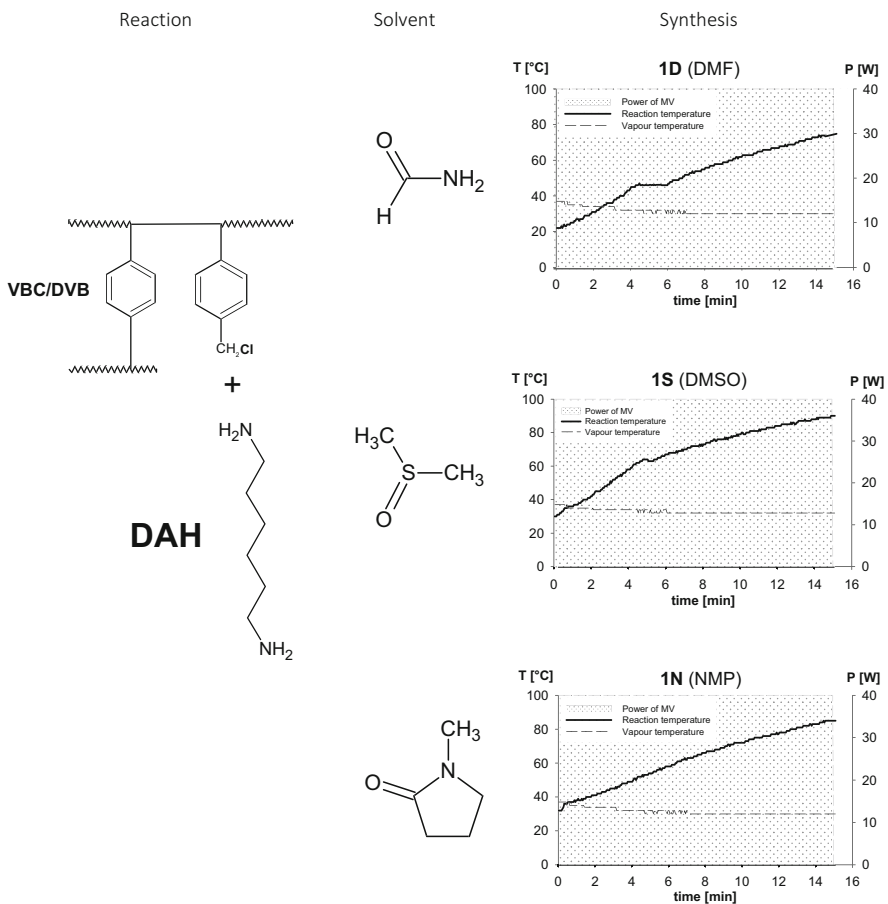 Reaction
Solvent
Synthesis
VBC/DVB
CH2Cl
+
H2N
DAH
NH2
O
H
NH2
H3C
S
CH3
O
CH3
N
O
T [°C]
1D (DMF)
P [W]
Power of MV
Reaction temperature
Vapour temperature
100
80
60
40
20
0
40
30
20
10
0
0 2 4 6 8 10 12 14 16
time [min]
T [°C]
1S (DMSO)
P [W]
Power of MV
Reaction temperature
Vapour temperature
100
80
60
40
20
0
40
30
20
10
0
0 2 4 6 8 10 12 14 16
time [min]
T [°C]
1N (NMP)
P [W]
Power of MV
Reaction temperature
Vapour temperature
100
80
60
40
20
0
40
30
20
10
0
0 2 4 6 8 10 12 14 16
time [min]